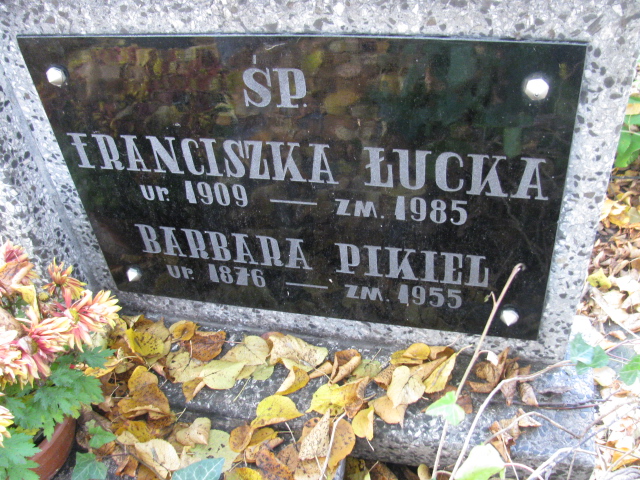 ŚP.
FRANCISZKA ŁUCKA
ur. 1909 — zm. 1985
BARBARA PIKIEL
ur. 1876 — zm. 1955